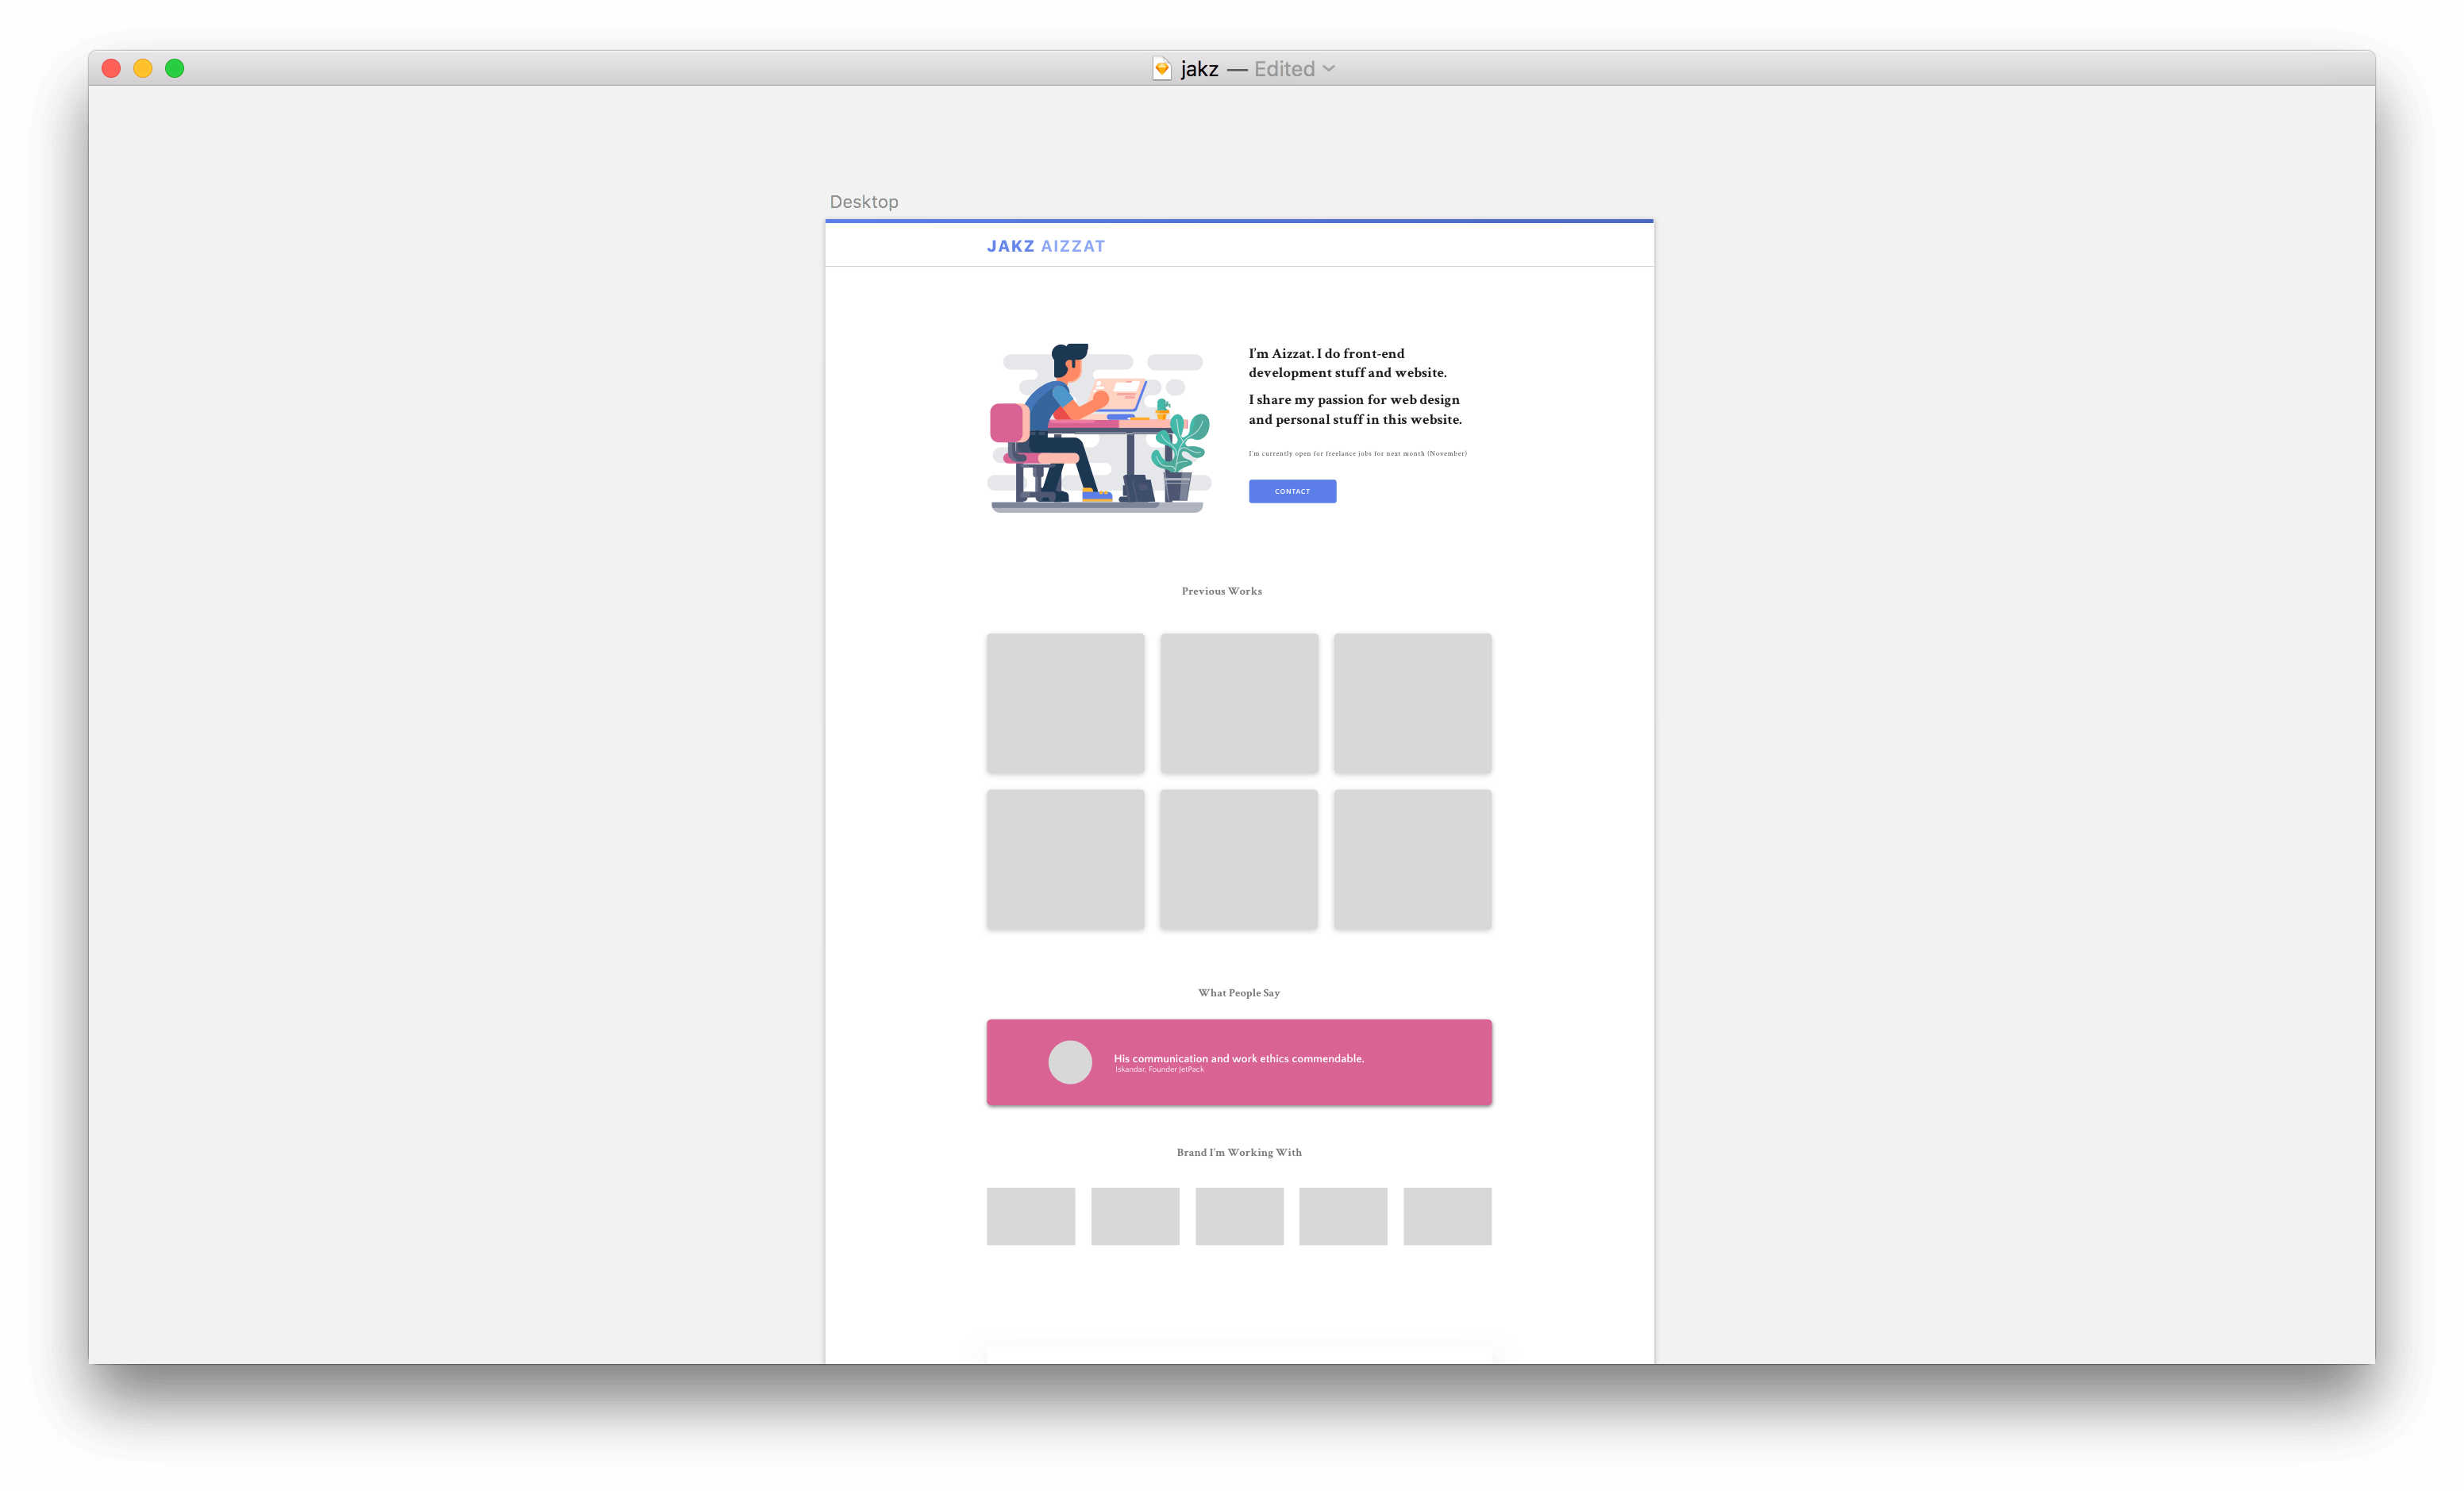 jakz — Edited
Desktop
JAKZ AIZZAT
I'm Aizzat. I do front-end
development stuff and website.
I share my passion for web design
and personal stuff in this website.
I'm currently open for freelance jobs for next month (November)
CONTACT
Previous Works
What People Say
His communication and work ethics commendable.
Iskandar, Founder JetPack
Brand I'm Working With